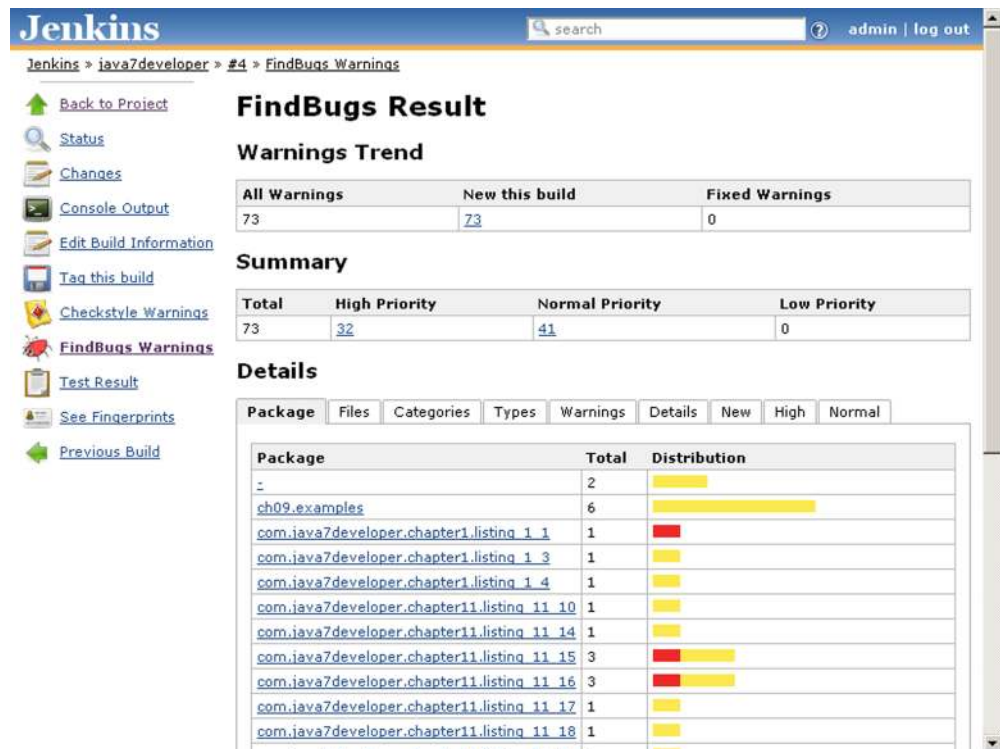 Jenkins
search
admin | log out
Jenkins » java7developer » #4 » FindBugs Warnings
Back to Project
Status
Changes
Console Output
Edit Build Information
Tag this build
Checkstyle Warnings
FindBugs Warnings
Test Result
See Fingerprints
Previous Build
FindBugs Result
Warnings Trend
All Warnings New this build Fixed Warnings
73 73 0
Summary
Total High Priority Normal Priority Low Priority
73 32 41 0
Details
Package Files Categories Types Warnings Details New High Normal
Package Total Distribution
- 2
ch09.examples 6
com.java7developer.chapter1.listing_1_1 1
com.java7developer.chapter1.listing_1_3 1
com.java7developer.chapter1.listing_1_4 1
com.java7developer.chapter11.listing_11_10 1
com.java7developer.chapter11.listing_11_14 1
com.java7developer.chapter11.listing_11_15 3
com.java7developer.chapter11.listing_11_16 3
com.java7developer.chapter11.listing_11_17 1
com.java7developer.chapter11.listing_11_18 1